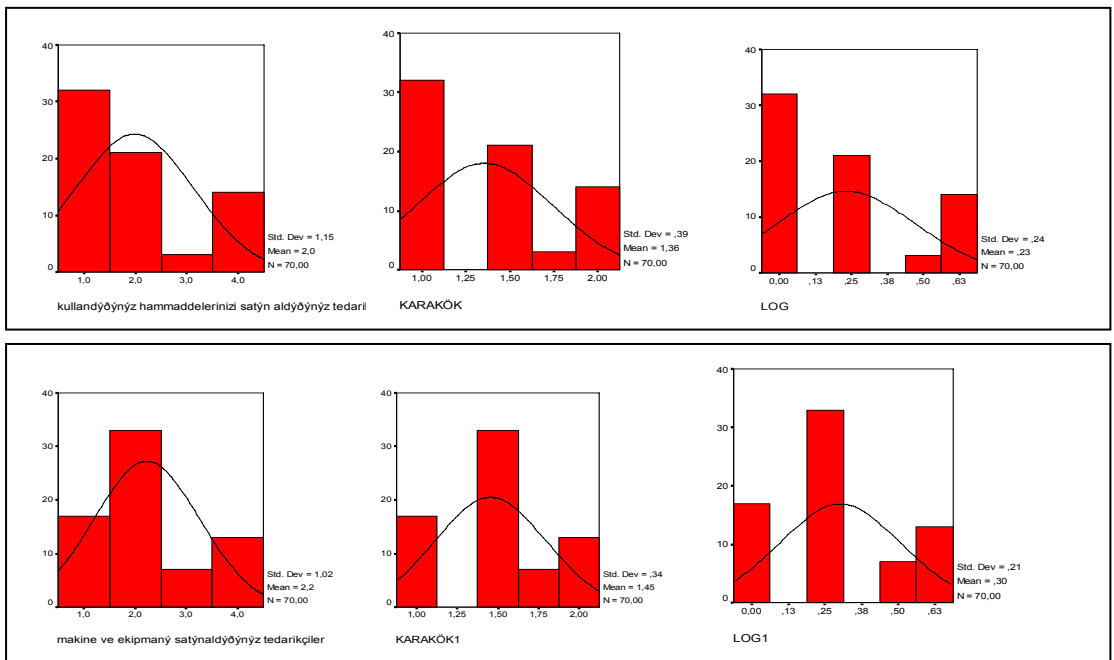 40
30
20
10
0
1,0 2,0 3,0 4,0
Std. Dev = 1,15
Mean = 2,0
N = 70,00
kullandýðýnýz hammaddelerinizi satýn aldýðýnýz tedaril
40
30
20
10
0
1,00 1,25 1,50 1,75 2,00
Std. Dev = ,39
Mean = 1,36
N = 70,00
KARAKÖK
40
30
20
10
0
0,00 ,13 ,25 ,38 ,50 ,63
Std. Dev = ,24
Mean = ,23
N = 70,00
LOG
40
30
20
10
0
1,0 2,0 3,0 4,0
Std. Dev = 1,02
Mean = 2,2
N = 70,00
makine ve ekipmaný satýnaldýðýnýz tedarikçiler
40
30
20
10
0
1,00 1,25 1,50 1,75 2,00
Std. Dev = ,34
Mean = 1,45
N = 70,00
KARAKÖK1
40
30
20
10
0
0,00 ,13 ,25 ,38 ,50 ,63
Std. Dev = ,21
Mean = ,30
N = 70,00
LOG1